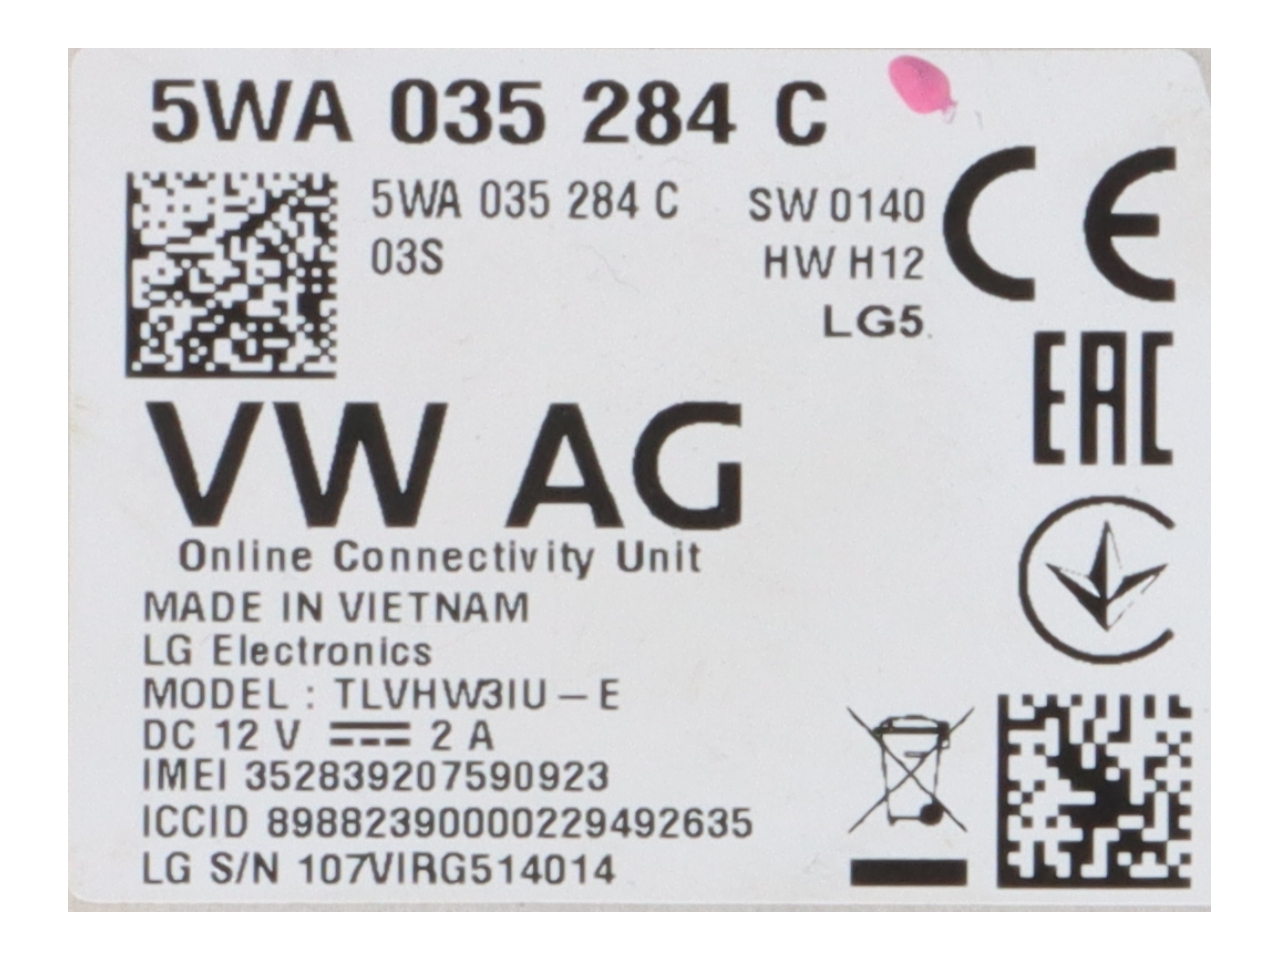 5WA 035 284 C
5WA 035 284 C
03S
SW 0140
HW H12
LG5
CE
EAC
VW AG
Online Connectivity Unit
MADE IN VIETNAM
LG Electronics
MODEL : TLVHW3IU – E
DC 12 V ⎓ 2 A
IMEI 352839207590923
ICCID 89882390000229492635
LG S/N 107VIRG514014